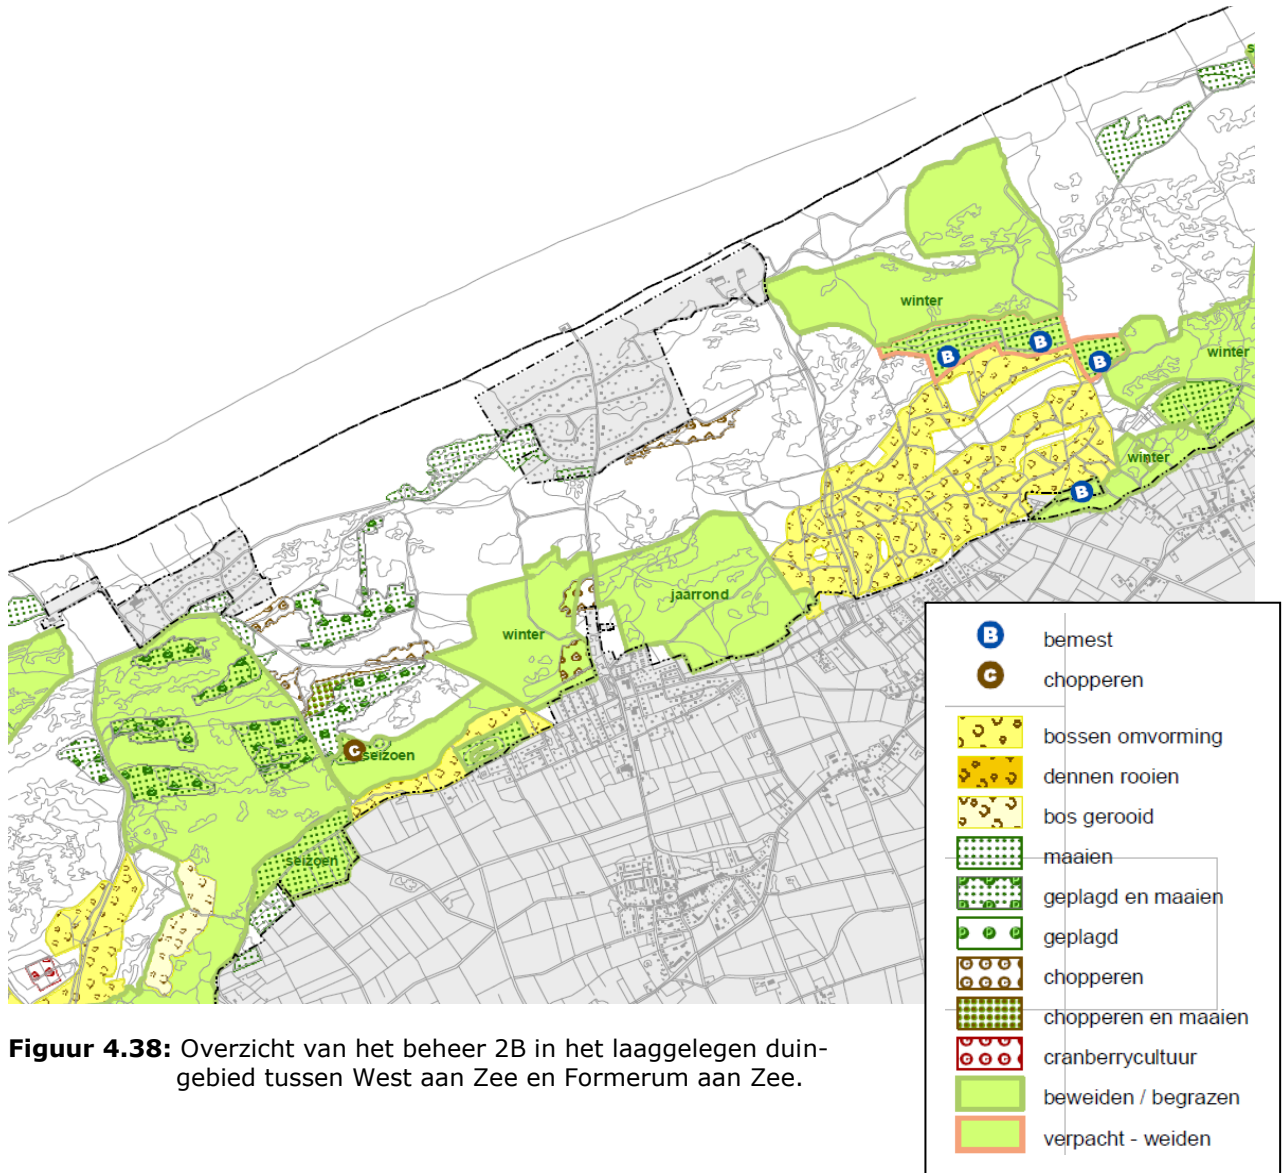 s
winter
B
B
B
winter
winter
B
jaarrond
winter
C
seizoen
seizoen
B bemest
C chopperen
bossen omvorming
dennen rooien
bos gerooid
maaien
geplagd en maaien
geplagd
chopperen
chopperen en maaien
cranberrycultuur
beweiden / begrazen
verpacht - weiden
Figuur 4.38: Overzicht van het beheer 2B in het laaggelegen duin-
gebied tussen West aan Zee en Formerum aan Zee.